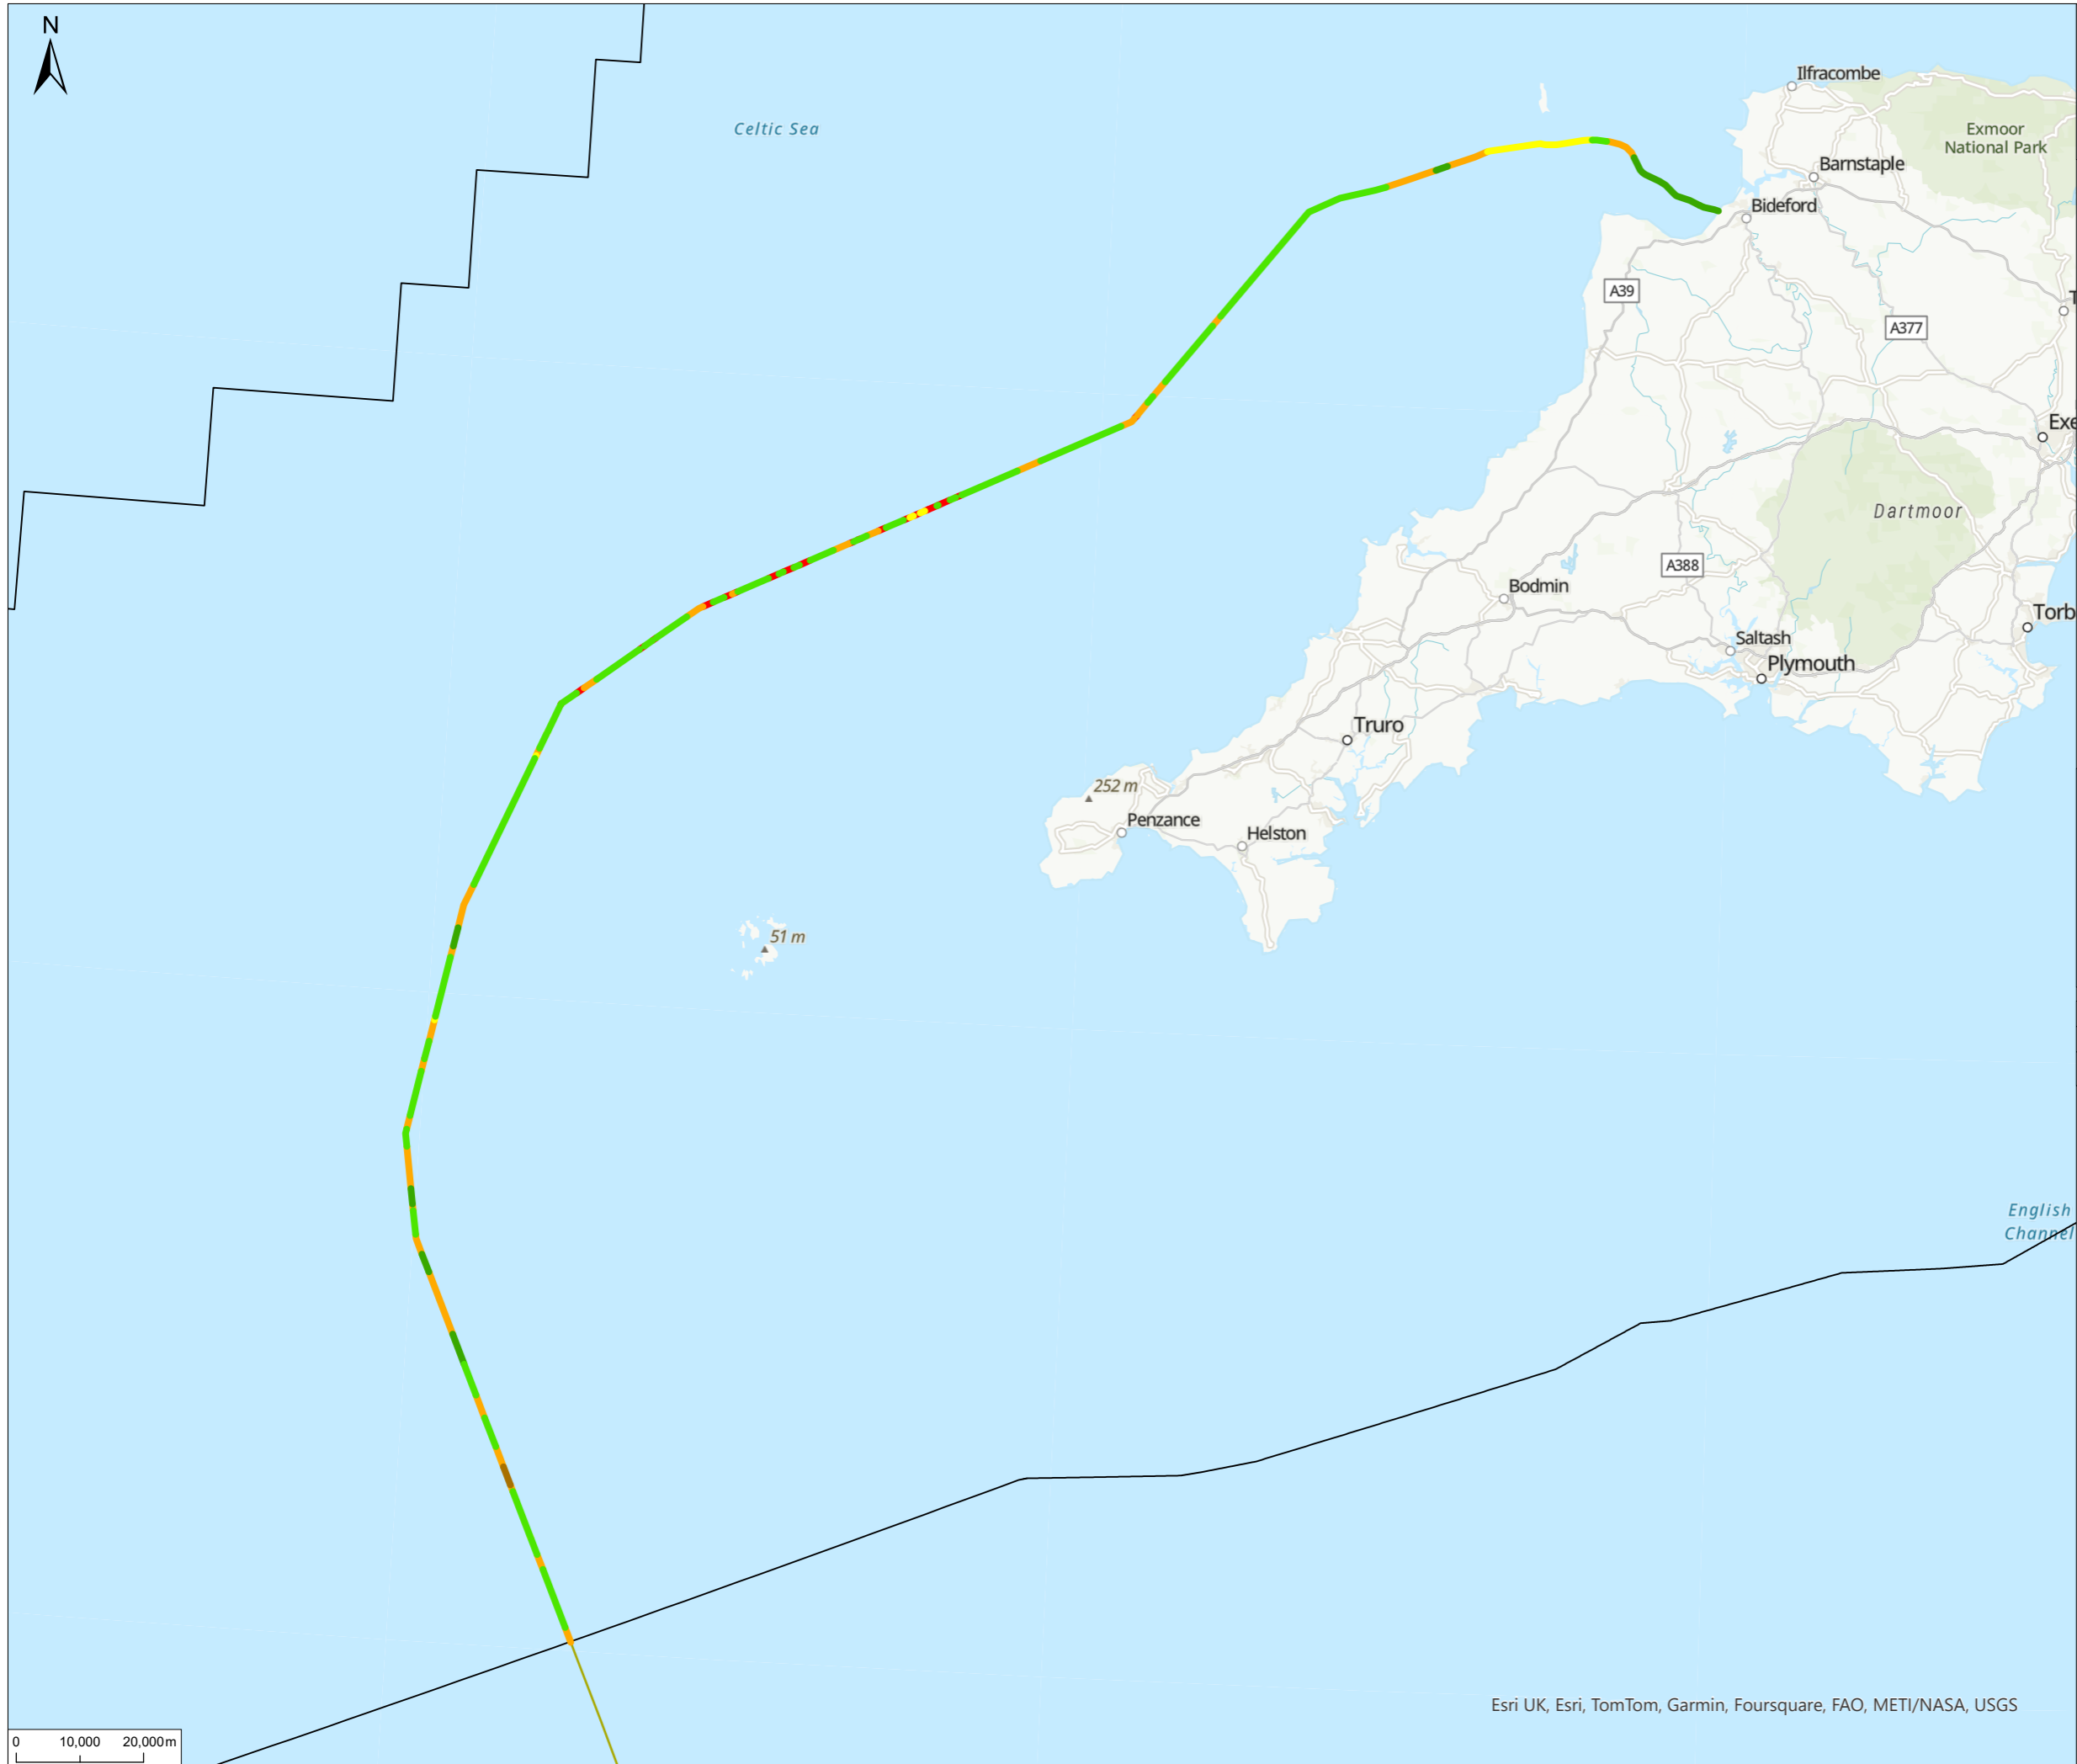 N
Ilfracombe
Celtic Sea
Exmoor
National Park
Barnstaple
Bideford
A39
T
A377
Exe
Dartmoor
A388
Bodmin
Torb
Saltash
Plymouth
Truro
252 m
Penzance
Helston
51 m
English
Channel
Esri UK, Esri, TomTom, Garmin, Foursquare, FAO, METI/NASA, USGS
0 10,000 20,000 m